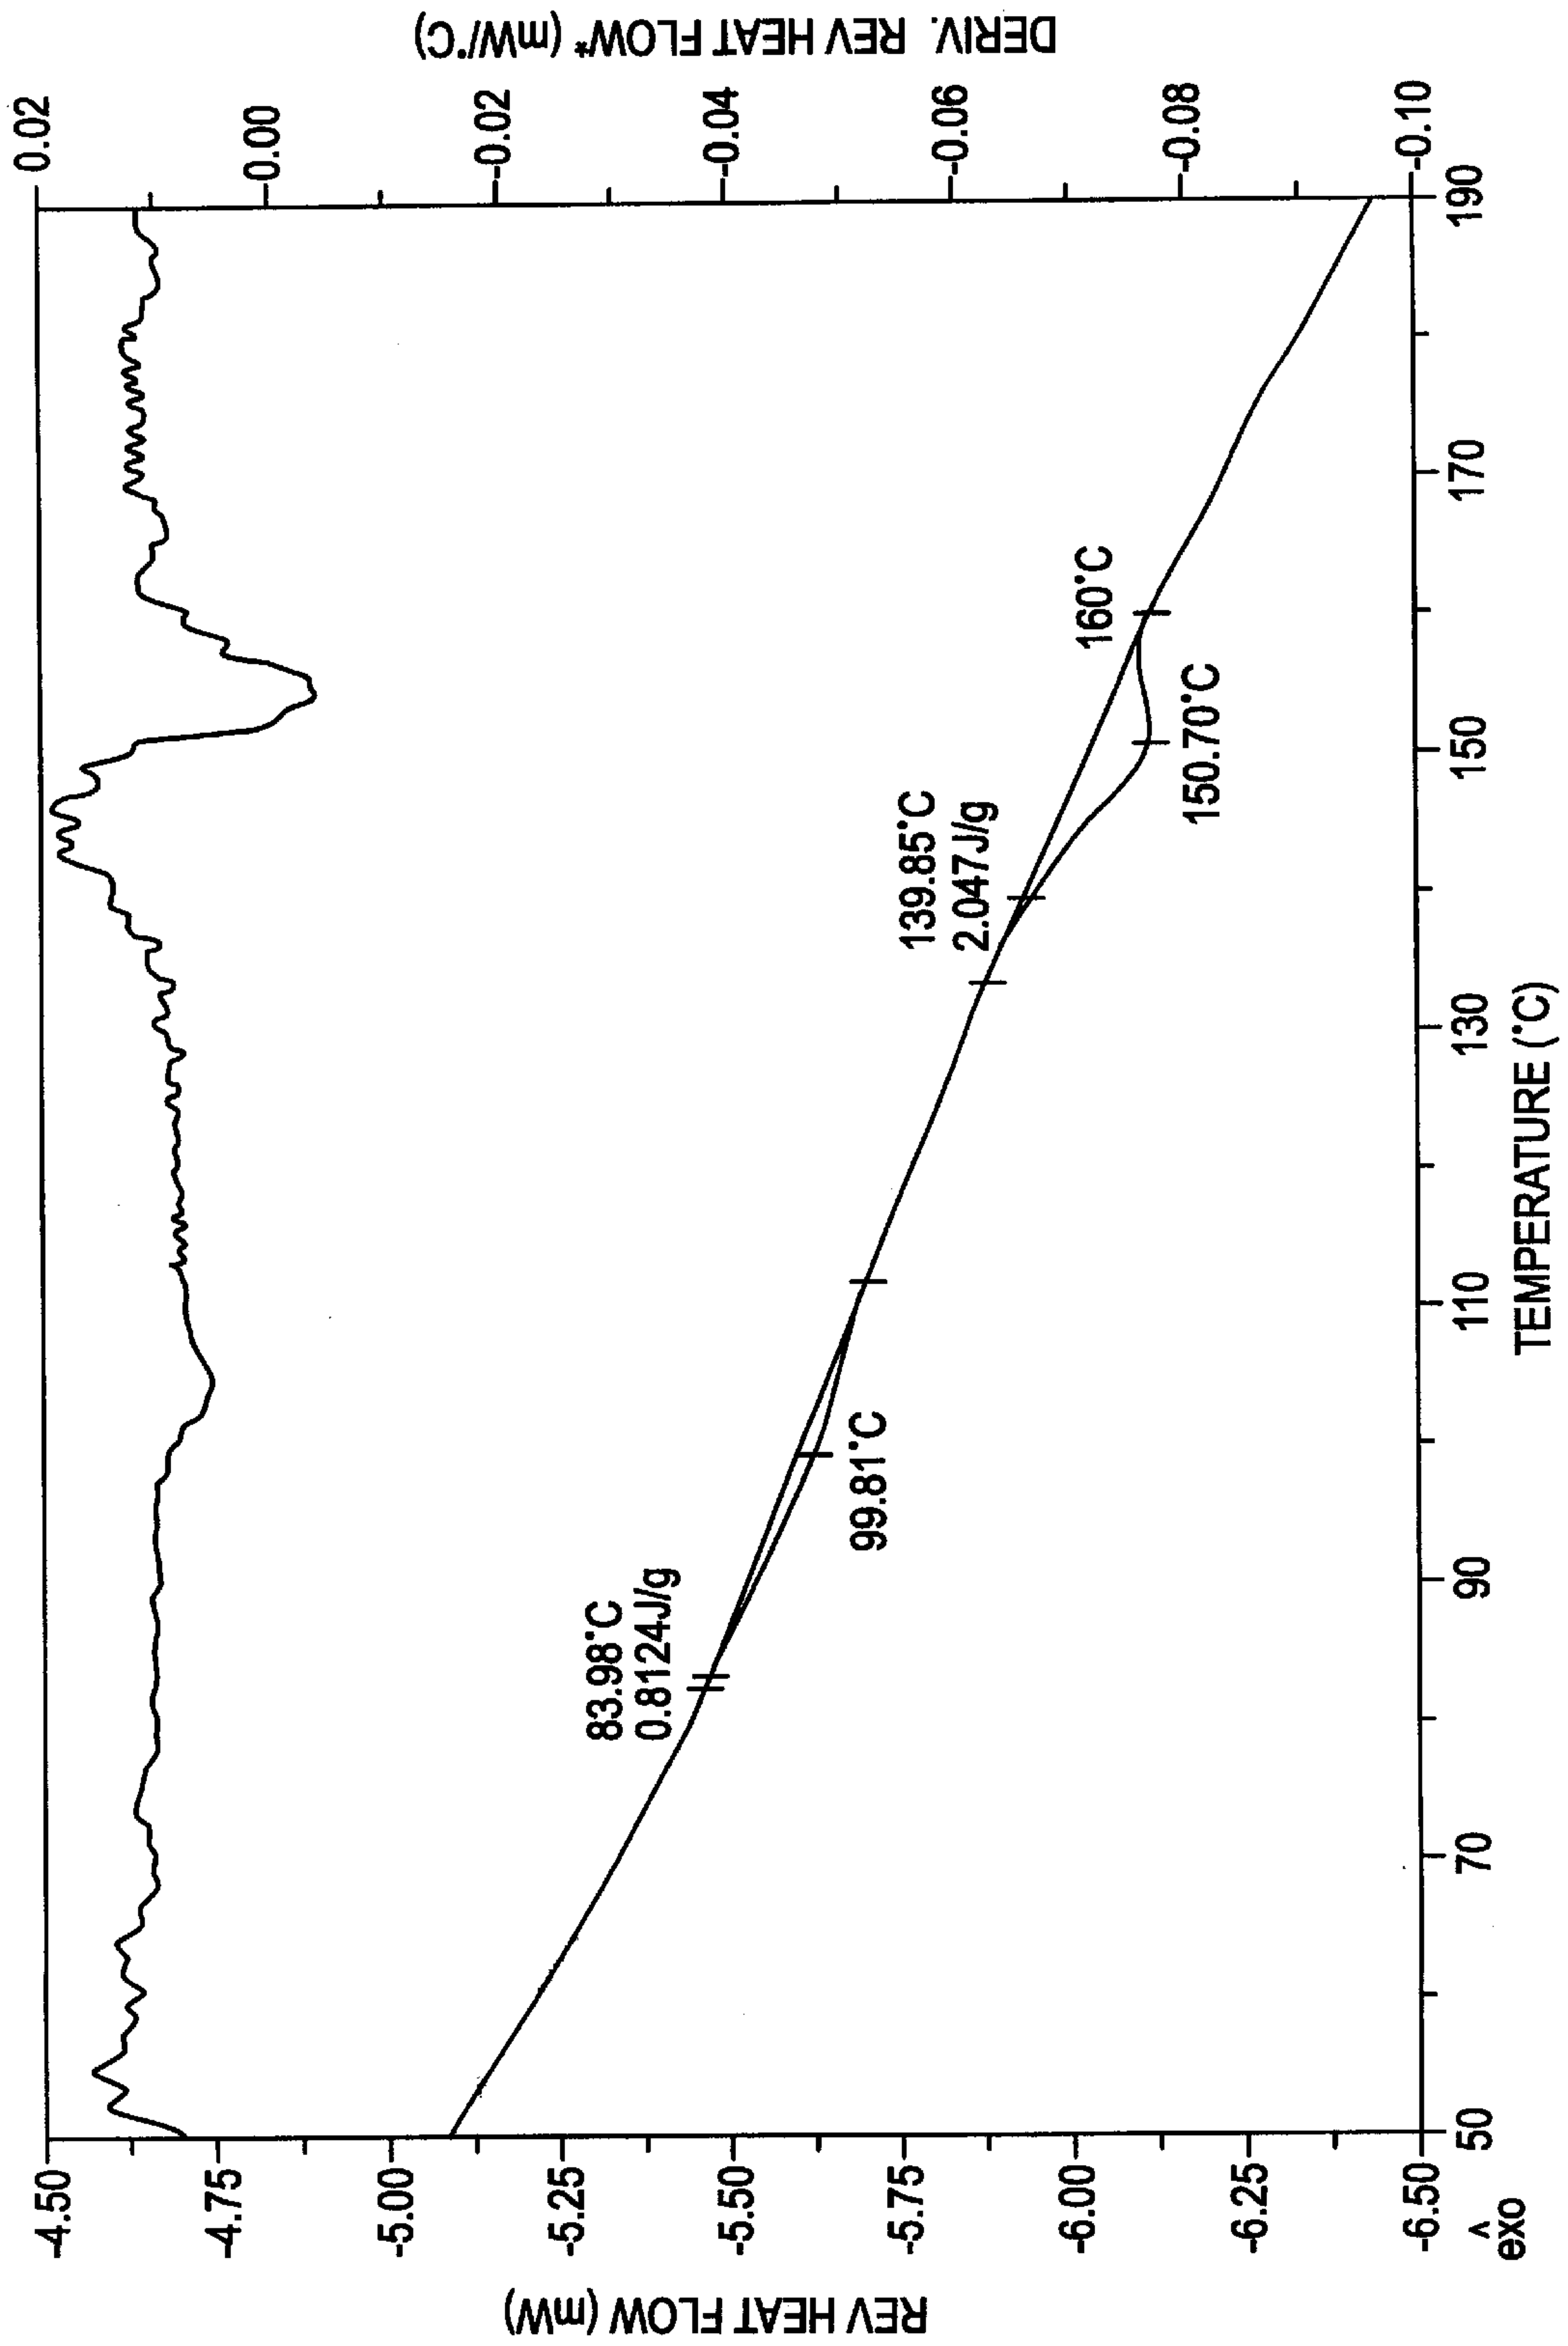 -4.50
-4.75
-5.00
-5.25
-5.50
-5.75
-6.00
-6.25
-6.50
REV HEAT FLOW (mW)
^
exo
83.98°C
0.8124J/g
99.81°C
139.85°C
2.047J/g
150.70°C
160°C
50
70
90
110
130
150
170
190
TEMPERATURE (°C)
0.02
0.00
-0.02
-0.04
-0.06
-0.08
-0.10
DERIV. REV HEAT FLOW* (mW/°C)